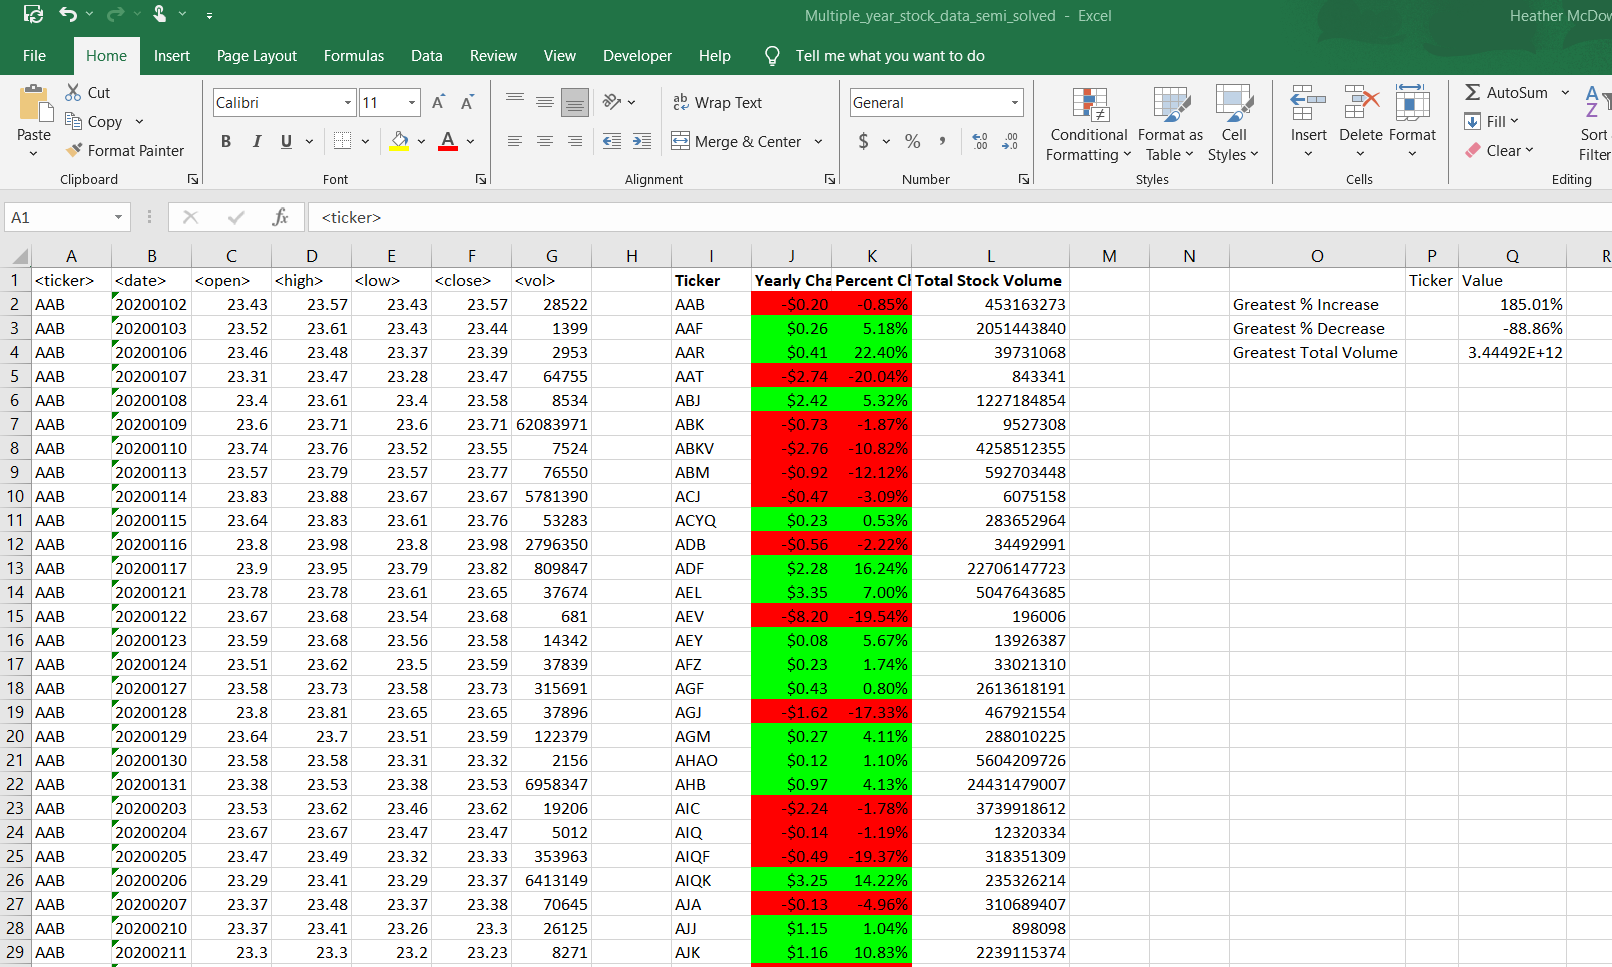 Multiple_year_stock_data_semi_solved - Excel Heather McDow
File Home Insert Page Layout Formulas Data Review View Developer Help Tell me what you want to do
Paste Cut Copy Format Painter Clipboard
Calibri 11 A A B I U A Font
ab c Wrap Text Merge & Center Alignment
General $ % , .00 .00 Number
Conditional Formatting Format as Table Cell Styles Styles
Insert Delete Format Cells
AutoSum Fill Clear Sort Filter Editing
A1 fx <ticker>
A B C D E F G H I J K L M N O P Q R
1 <ticker> <date> <open> <high> <low> <close> <vol> Ticker Yearly Cha Percent Ch Total Stock Volume Ticker Value
2 AAB 20200102 23.43 23.57 23.43 23.57 28522 AAB -$0.20 -0.85% 453163273 Greatest % Increase 185.01%
3 AAB 20200103 23.52 23.61 23.43 23.44 1399 AAF $0.26 5.18% 2051443840 Greatest % Decrease -88.86%
4 AAB 20200106 23.46 23.48 23.37 23.39 2953 AAR $0.41 22.40% 39731068 Greatest Total Volume 3.44492E+12
5 AAB 20200107 23.31 23.47 23.28 23.47 64755 AAT -$2.74 -20.04% 843341
6 AAB 20200108 23.4 23.61 23.4 23.58 8534 ABJ $2.42 5.32% 1227184854
7 AAB 20200109 23.6 23.71 23.6 23.71 62083971 ABK -$0.73 -1.87% 9527308
8 AAB 20200110 23.74 23.76 23.52 23.55 7524 ABKV -$2.76 -10.82% 4258512355
9 AAB 20200113 23.57 23.79 23.57 23.77 76550 ABM -$0.92 -12.12% 592703448
10 AAB 20200114 23.83 23.88 23.67 23.67 5781390 ACJ -$0.47 -3.09% 6075158
11 AAB 20200115 23.64 23.83 23.61 23.76 53283 ACYQ $0.23 0.53% 283652964
12 AAB 20200116 23.8 23.98 23.8 23.98 2796350 ADB -$0.56 -2.22% 34492991
13 AAB 20200117 23.9 23.95 23.79 23.82 809847 ADF $2.28 16.24% 22706147723
14 AAB 20200121 23.78 23.78 23.61 23.65 37674 AEL $3.35 7.00% 5047643685
15 AAB 20200122 23.67 23.68 23.54 23.68 681 AEV -$8.20 -19.54% 196006
16 AAB 20200123 23.59 23.68 23.56 23.58 14342 AEY $0.08 5.67% 13926387
17 AAB 20200124 23.51 23.62 23.5 23.59 37839 AFZ $0.23 1.74% 33021310
18 AAB 20200127 23.58 23.73 23.58 23.73 315691 AGF $0.43 0.80% 2613618191
19 AAB 20200128 23.8 23.81 23.65 23.65 37896 AGJ -$1.62 -17.33% 467921554
20 AAB 20200129 23.64 23.7 23.51 23.59 122379 AGM $0.27 4.11% 288010225
21 AAB 20200130 23.58 23.58 23.31 23.32 2156 AHAO $0.12 1.10% 5604209726
22 AAB 20200131 23.38 23.53 23.38 23.53 6958347 AHB $0.97 4.13% 24431479007
23 AAB 20200203 23.53 23.62 23.46 23.62 19206 AIC -$2.24 -1.78% 3739918612
24 AAB 20200204 23.67 23.67 23.47 23.47 5012 AIQ -$0.14 -1.19% 12320334
25 AAB 20200205 23.47 23.49 23.32 23.33 353963 AIQF -$0.49 -19.37% 318351309
26 AAB 20200206 23.29 23.41 23.29 23.37 6413149 AIQK $3.25 14.22% 235326214
27 AAB 20200207 23.37 23.48 23.37 23.38 70645 AJA -$0.13 -4.96% 310689407
28 AAB 20200210 23.37 23.41 23.26 23.3 26125 AJJ $1.15 1.04% 898098
29 AAB 20200211 23.3 23.3 23.2 23.23 8271 AJK $1.16 10.83% 2239115374